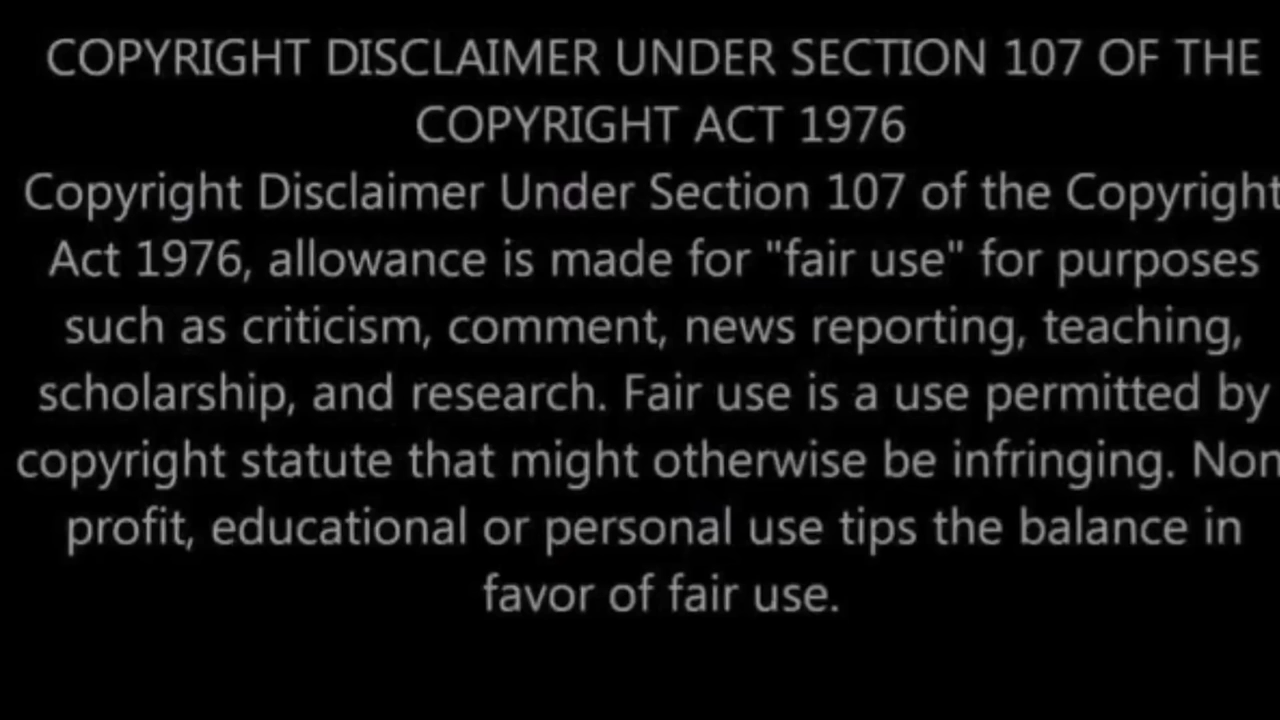 COPYRIGHT DISCLAIMER UNDER SECTION 107 OF THE
COPYRIGHT ACT 1976
Copyright Disclaimer Under Section 107 of the Copyright
Act 1976, allowance is made for "fair use" for purposes
such as criticism, comment, news reporting, teaching,
scholarship, and research. Fair use is a use permitted by
copyright statute that might otherwise be infringing. Non
profit, educational or personal use tips the balance in
favor of fair use.